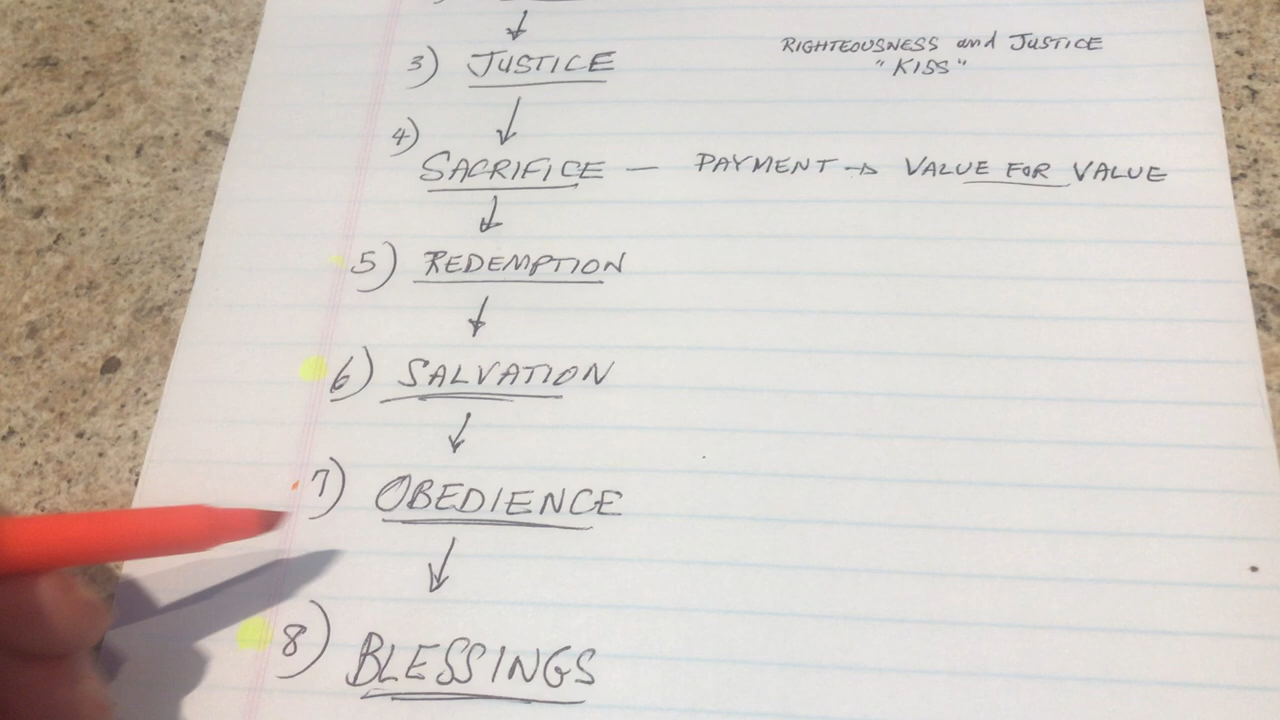 3) JUSTICE
RIGHTEOUSNESS and JUSTICE
"KISS"
4) SACRIFICE — PAYMENT → VALUE FOR VALUE
5) REDEMPTION
6) SALVATION
7) OBEDIENCE
8) BLESSINGS